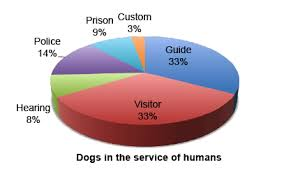 Prison
9%
Custom
3%
Police
14%
Guide
33%
Hearing
8%
Visitor
33%
Dogs in the service of humans